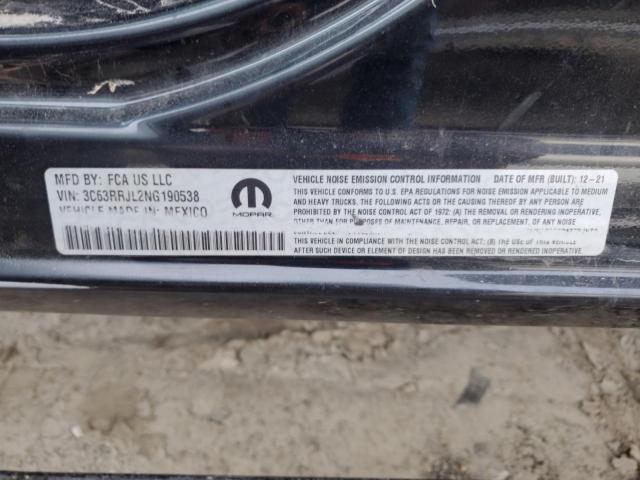 MFD BY: FCA US LLC
VIN: 3C63RRJL2NG190538
VEHICLE MADE IN: MEXICO
MOPAR
VEHICLE NOISE EMISSION CONTROL INFORMATION DATE OF MFR (BUILT): 12-21
THIS VEHICLE CONFORMS TO U.S. EPA REGULATIONS FOR NOISE EMISSION APPLICABLE TO MEDIUM
AND HEAVY TRUCKS. THE FOLLOWING ACTS OR THE CAUSING THEREOF BY ANY PERSON ARE
PROHIBITED BY THE NOISE CONTROL ACT OF 1972: (A) THE REMOVAL OR RENDERING INOPERATIVE,
OTHER THAN FOR PURPOSES OF MAINTENANCE, REPAIR, OR REPLACEMENT, OF ANY NOISE
THIS VEHICLE IN COMPLIANCE WITH THE NOISE CONTROL ACT; (B) THE USE OF THIS VEHICLE
AFTER SUCH DEVICE OR ELEMENT OF DESIGN HAS BEEN REMOVED OR RENDERED INOPERATIVE.